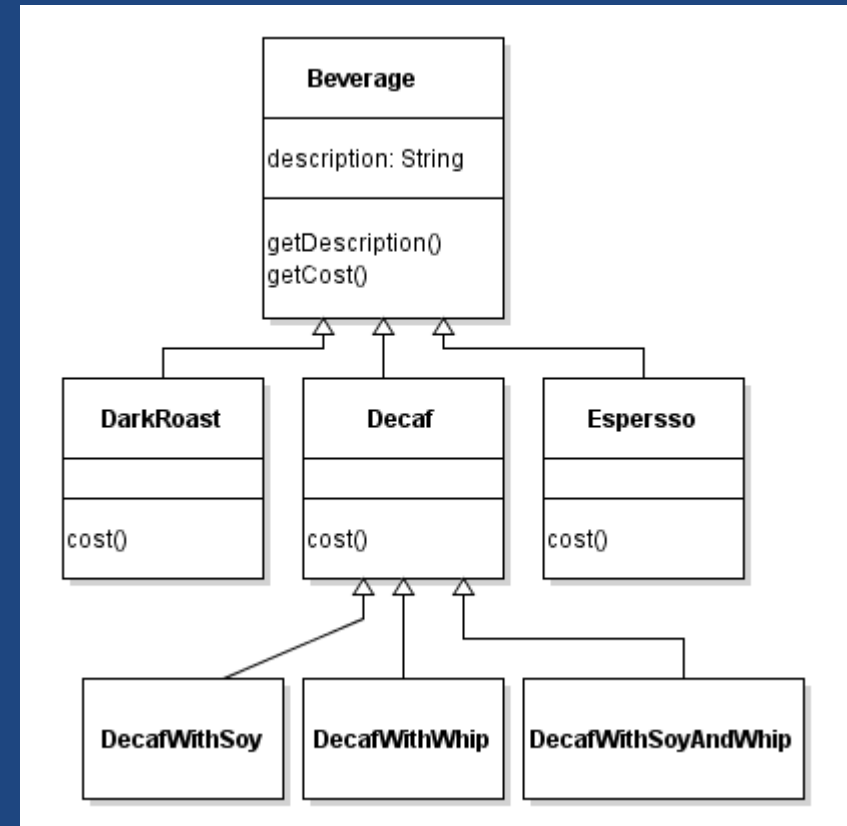 Beverage
description: String
getDescription()
getCost()
DarkRoast
cost()
Decaf
cost()
Espersso
cost()
DecafWithSoy
DecafWithWhip
DecafWithSoyAndWhip